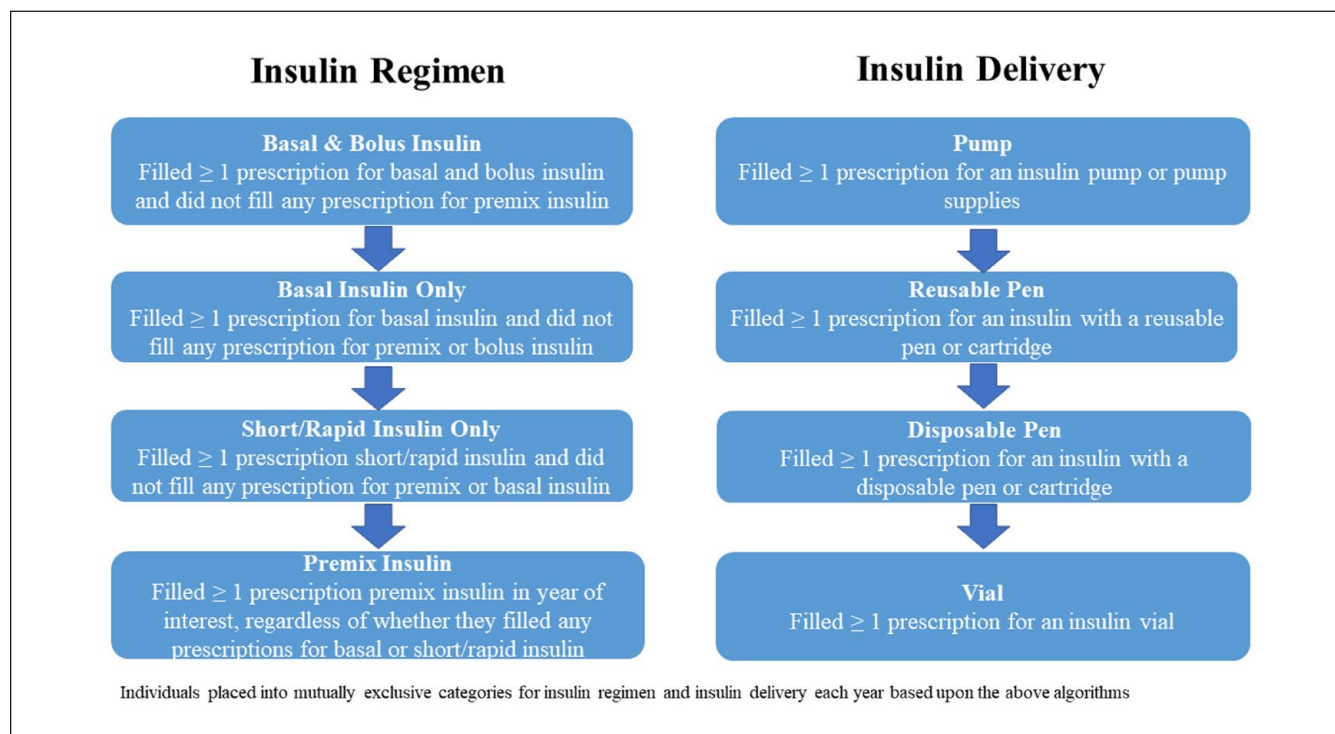 Insulin Regimen
Basal & Bolus Insulin
Filled ≥ 1 prescription for basal and bolus insulin
and did not fill any prescription for premix insulin
Basal Insulin Only
Filled ≥ 1 prescription for basal insulin and did not
fill any prescription for premix or bolus insulin
Short/Rapid Insulin Only
Filled ≥ 1 prescription short/rapid insulin and did
not fill any prescription for premix or basal insulin
Premix Insulin
Filled ≥ 1 prescription premix insulin in year of
interest, regardless of whether they filled any
prescriptions for basal or short/rapid insulin
Insulin Delivery
Pump
Filled ≥ 1 prescription for an insulin pump or pump
supplies
Reusable Pen
Filled ≥ 1 prescription for an insulin with a reusable
pen or cartridge
Disposable Pen
Filled ≥ 1 prescription for an insulin with a
disposable pen or cartridge
Vial
Filled ≥ 1 prescription for an insulin vial
Individuals placed into mutually exclusive categories for insulin regimen and insulin delivery each year based upon the above algorithms